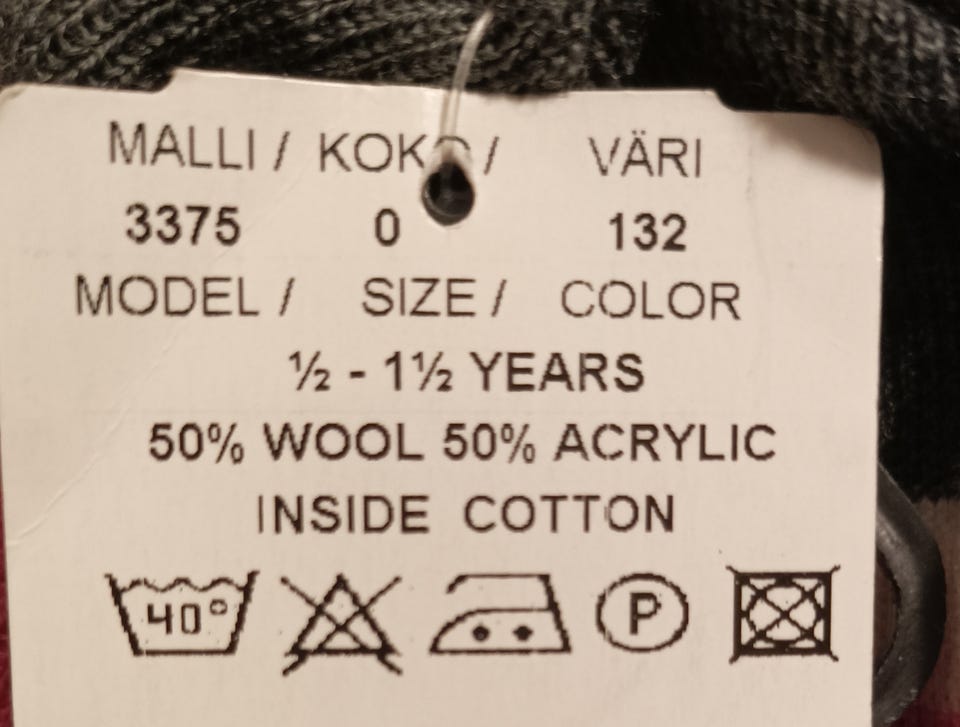 MALLI / KOKO / VÄRI
3375 0 132
MODEL / SIZE / COLOR
½ - 1½ YEARS
50% WOOL 50% ACRYLIC
INSIDE COTTON
40° P